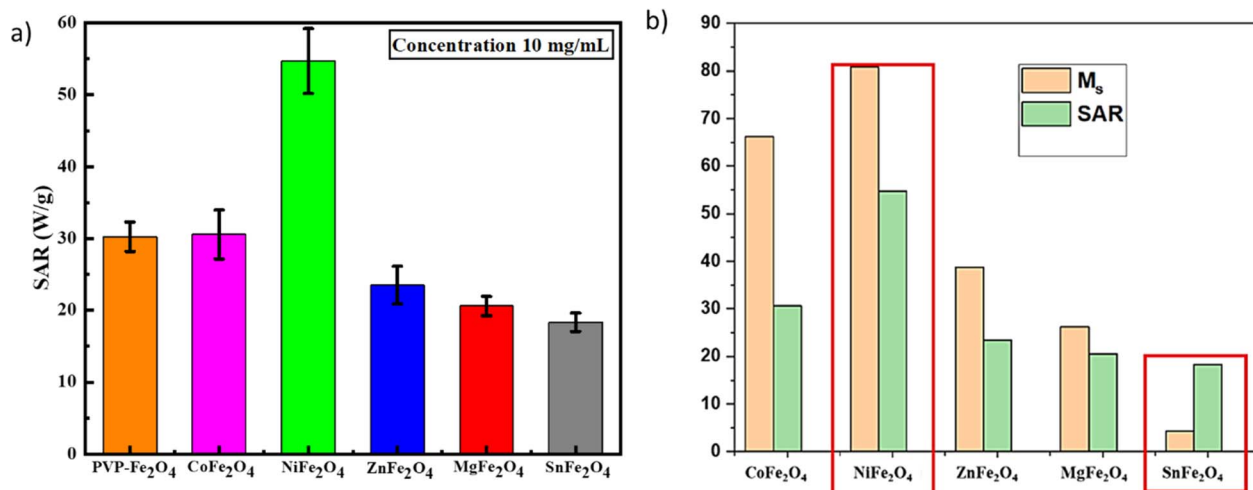 a)
Concentration 10 mg/mL
SAR (W/g)
60
50
40
30
20
10
0
PVP-Fe₂O₄ CoFe₂O₄ NiFe₂O₄ ZnFe₂O₄ MgFe₂O₄ SnFe₂O₄
b)
Mₛ
SAR
90
80
70
60
50
40
30
20
10
0
CoFe₂O₄ NiFe₂O₄ ZnFe₂O₄ MgFe₂O₄ SnFe₂O₄